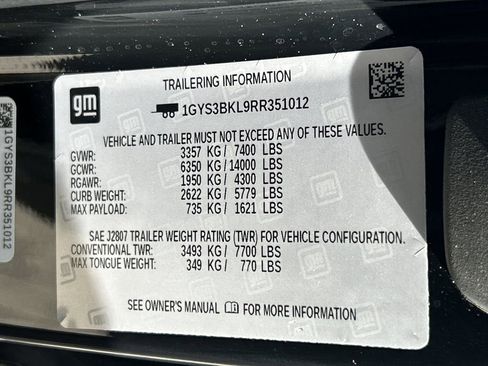 gm
TRAILERING INFORMATION
1GYS3BKL9RR351012
VEHICLE AND TRAILER MUST NOT EXCEED ANY OF THESE VALUES.
GVWR: 3357 KG / 7400 LBS
GCWR: 6350 KG / 14000 LBS
RGAWR: 1950 KG / 4300 LBS
CURB WEIGHT: 2622 KG / 5779 LBS
MAX PAYLOAD: 735 KG / 1621 LBS
SAE J2807 TRAILER WEIGHT RATING (TWR) FOR VEHICLE CONFIGURATION.
CONVENTIONAL TWR: 3493 KG / 7700 LBS
MAX TONGUE WEIGHT: 349 KG / 770 LBS
SEE OWNER'S MANUAL FOR MORE INFORMATION
1GYS3BKL9RR351012